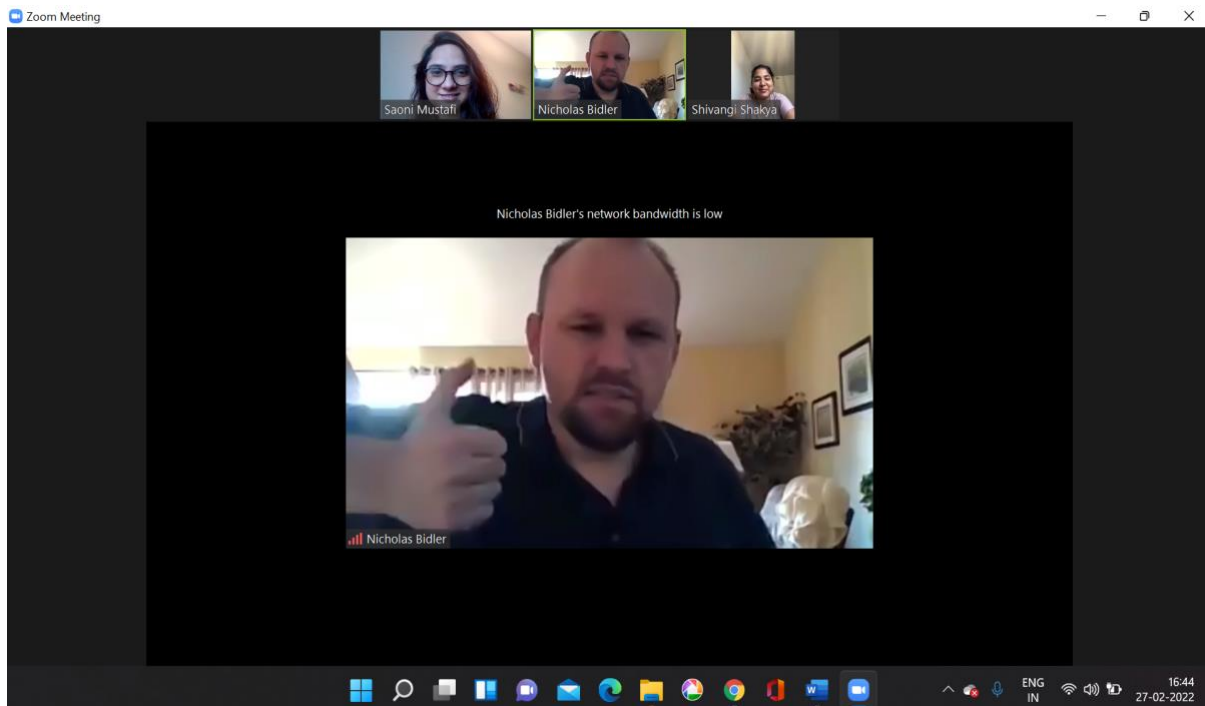 Zoom Meeting
Saoni Mustafi
Nicholas Bidler
Shivangi Shakya
Nicholas Bidler's network bandwidth is low
Nicholas Bidler
ENG
IN
16:44
27-02-2022